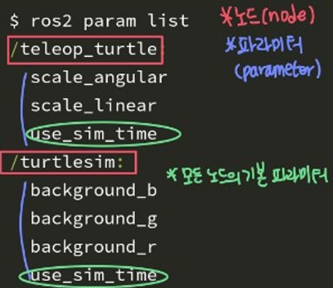 $ ros2 param list
*노드(node)
/teleop_turtle:
*파라미터
(parameter)
scale_angular
scale_linear
use_sim_time
/turtlesim:
*모든 노드의 기본 파라미터
background_b
background_g
background_r
use_sim_time